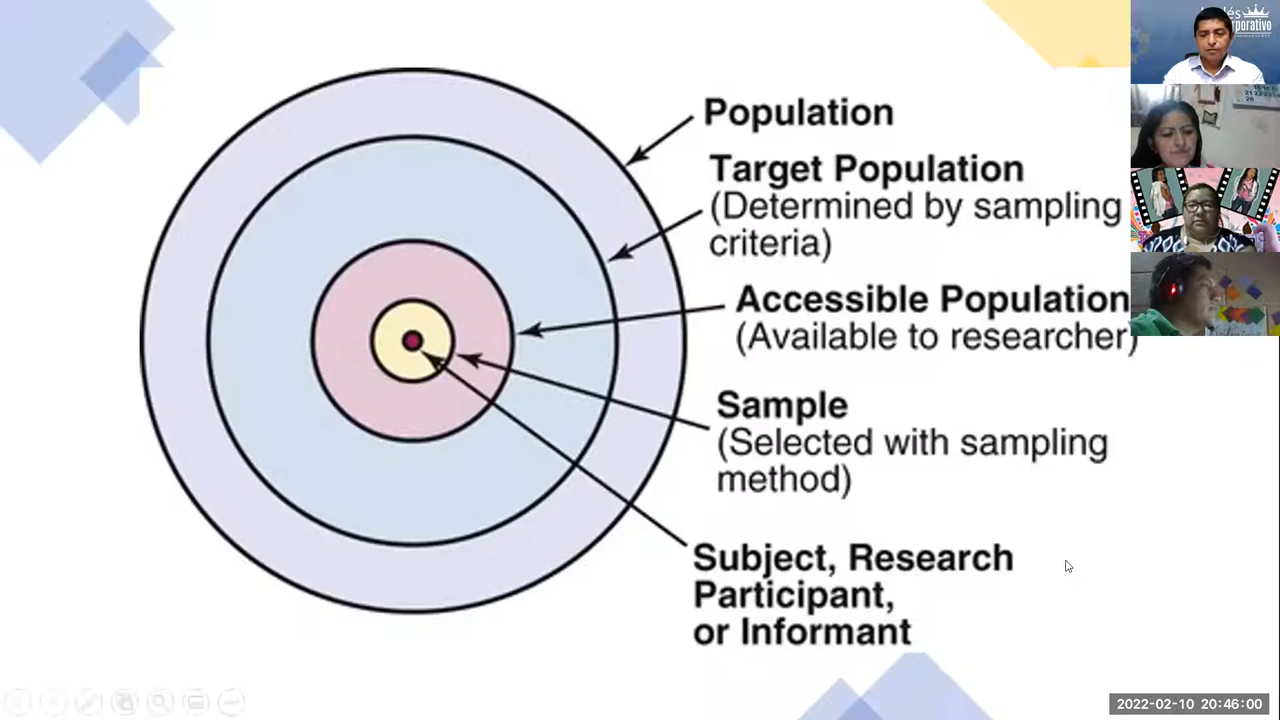 Population
Target Population
(Determined by sampling
criteria)
Accessible Population
(Available to researcher)
Sample
(Selected with sampling
method)
Subject, Research
Participant,
or Informant
2022-02-10 20:46:00